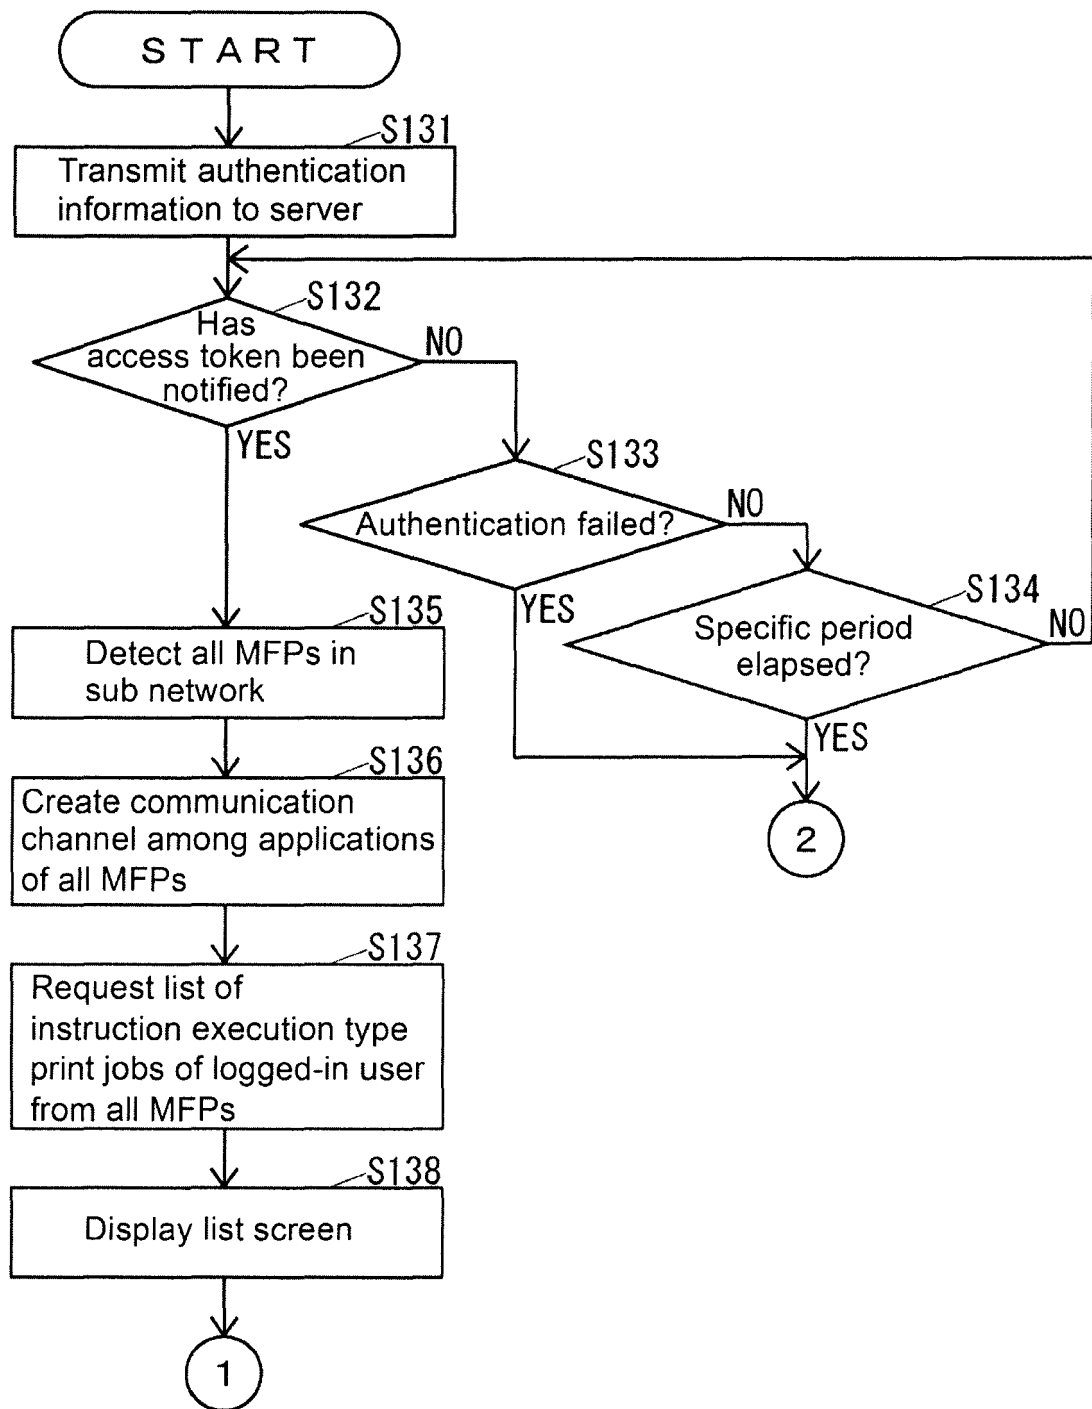 START
S131
Transmit authentication
information to server
S132
Has
access token been
notified?
NO
YES
S133
Authentication failed?
NO
YES
S134
Specific period
elapsed?
NO
YES
2
S135
Detect all MFPs in
sub network
S136
Create communication
channel among applications
of all MFPs
S137
Request list of
instruction execution type
print jobs of logged-in user
from all MFPs
S138
Display list screen
1